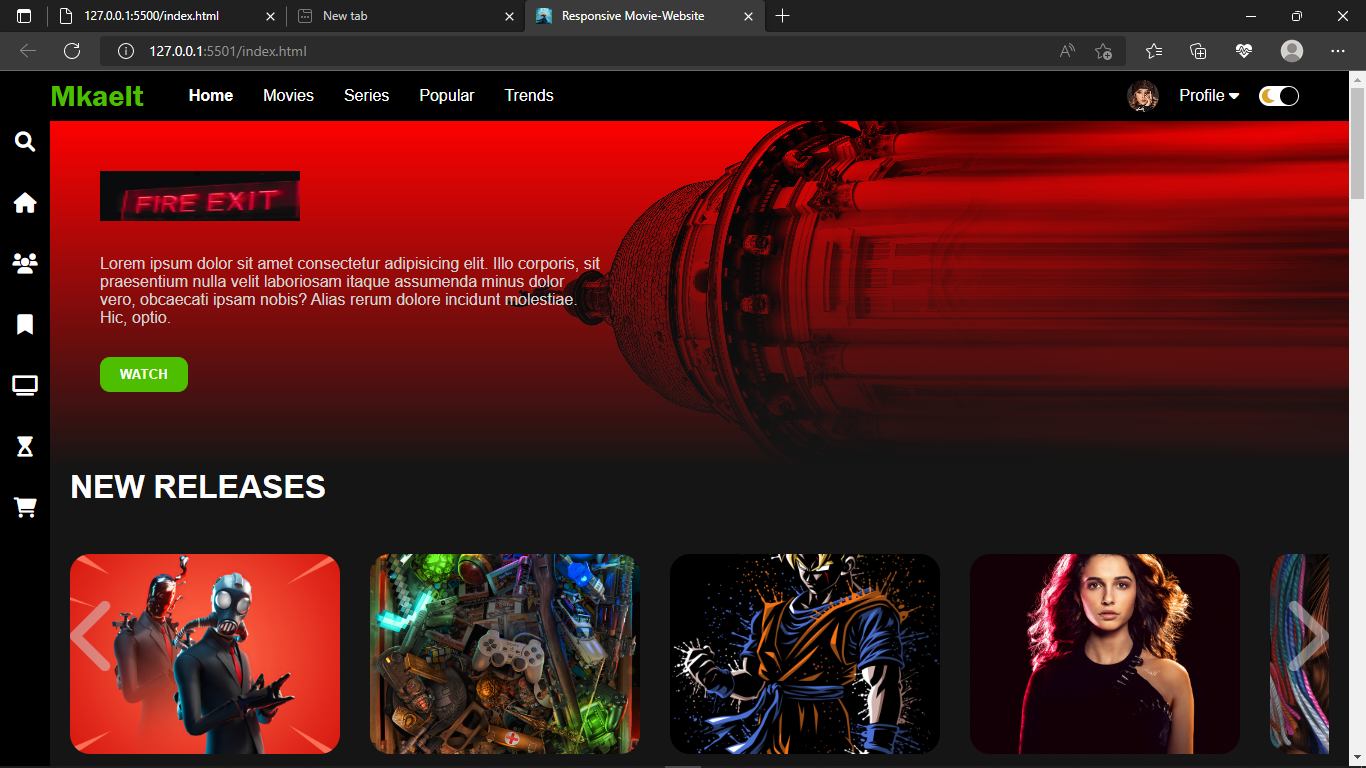 127.0.0.1:5500/index.html
New tab
Responsive Movie-Website
127.0.0.1:5501/index.html
Mkaelt
Home Movies Series Popular Trends
Profile
FIRE EXIT
Lorem ipsum dolor sit amet consectetur adipisicing elit. Illo corporis, sit
praesentium nulla velit laboriosam itaque assumenda minus dolor
vero, obcaecati ipsam nobis? Alias rerum dolore incidunt molestiae.
Hic, optio.
WATCH
NEW RELEASES